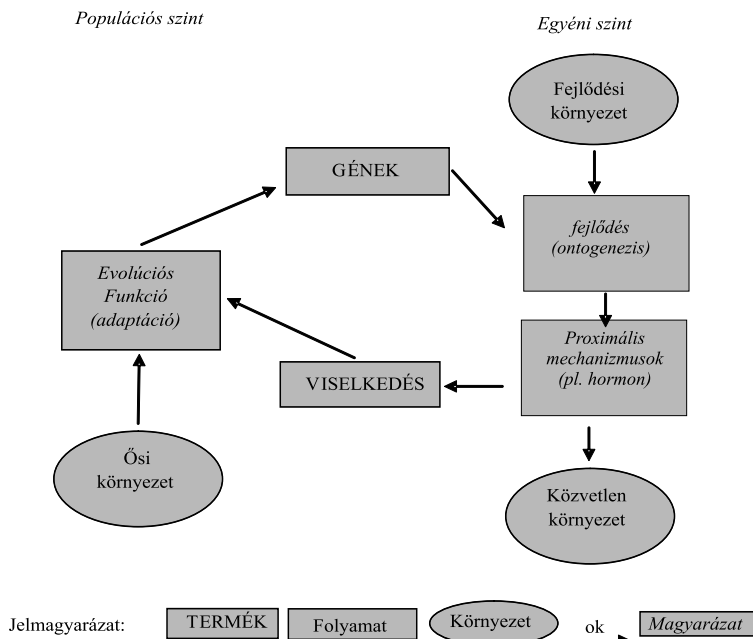 Populációs szint
Egyéni szint
Fejlődési
környezet
GÉNEK
fejlődés
(ontogenezis)
Evolúciós
Funkció
(adaptáció)
Proximális
mechanizmusok
(pl. hormon)
VISELKEDÉS
Ősi
környezet
Közvetlen
környezet
Jelmagyarázat: TERMÉK Folyamat Környezet ok Magyarázat